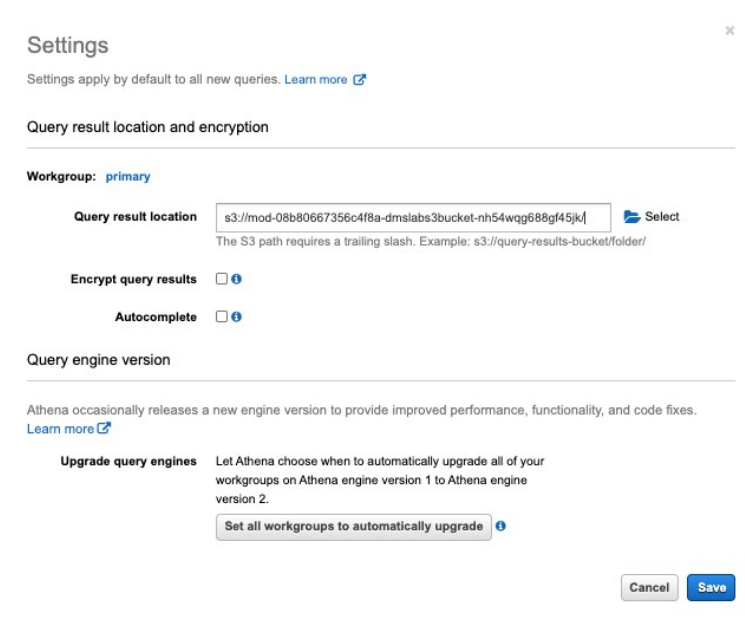 Settings
Settings apply by default to all new queries. Learn more
Query result location and encryption
Workgroup: primary
Query result location s3://mod-08b80667356c4f8a-dmslabs3bucket-nh54wqg688gf45jk/ Select
The S3 path requires a trailing slash. Example: s3://query-results-bucket/folder/
Encrypt query results
Autocomplete
Query engine version
Athena occasionally releases a new engine version to provide improved performance, functionality, and code fixes.
Learn more
Upgrade query engines Let Athena choose when to automatically upgrade all of your
workgroups on Athena engine version 1 to Athena engine
version 2.
Set all workgroups to automatically upgrade
Cancel Save